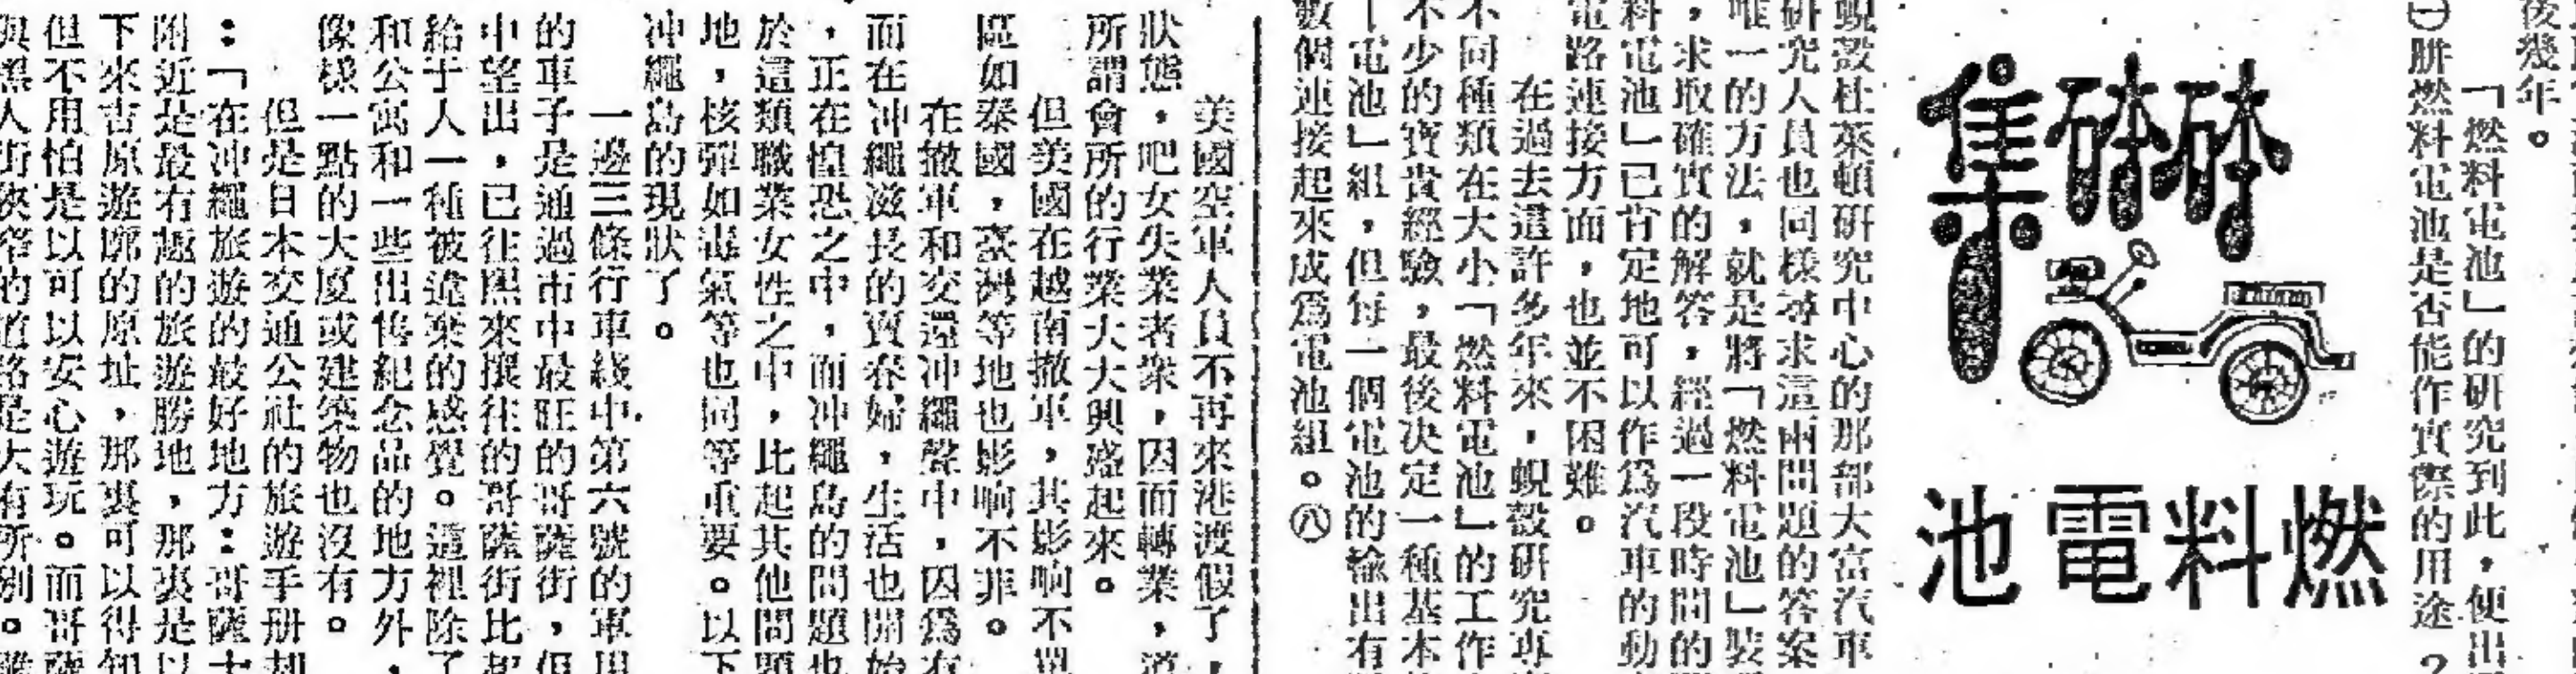 後幾年。
「燃料電池」的研究到此，便出
㊀胼燃料電池是否能作實際的用途？
砵砵集
燃料電池
蜆殼杜萊頓研究中心的那部大富汽車
研究人員也同樣尋求這兩問題的答案
唯一的方法，就是將「燃料電池」裝
，求取確實的解答，經過一段時間的
料電池」已肯定地可以作爲汽車的動
電路連接方面，也並不困難。
在過去這許多年來，蜆殼研究專
不同種類在大小「燃料電池」的工作
不少的寶貴經驗，最後决定一種基本
「電池」組，但每一個電池的輸出有
數個連接起來成爲電池組。㊇
美國空軍人員不再來港渡假了，
狀態，吧女失業者衆，因而轉業，道
所謂會所的行業大大興盛起來。
但美國在越南撤軍，其影响不單
區如泰國，臺灣等地也影响不菲。
在撤軍和交還冲繩聲中，因爲有
而在冲繩滋長的賣春婦，生活也開始
，正在惶恐之中，而冲繩島的問題也
於這類職業女性之中，比起其他問題
地，核彈如毒氣等也同等重要。以下
冲繩島的現狀了。
一邊三條行車綫中第六號的軍用
的車子是通過市中最旺的哥薩街，但
中望出，已往熙來攘往的哥薩街比起
給于人一種被遺棄的感覺。這裡除了
和公寓和一些出售紀念品的地方外，
像樣一點的大廈或建築物也沒有。
但是日本交通公社的旅遊手册却
：「在冲繩旅遊的最好地方：哥薩十
附近是最有趣的旅遊勝地，那裏是以
下來吉原遊廓的原址，那裏可以得知
但不用怕是以可以安心遊玩。而哥薩
與黑人街狹窄的道路是大有所別。雖